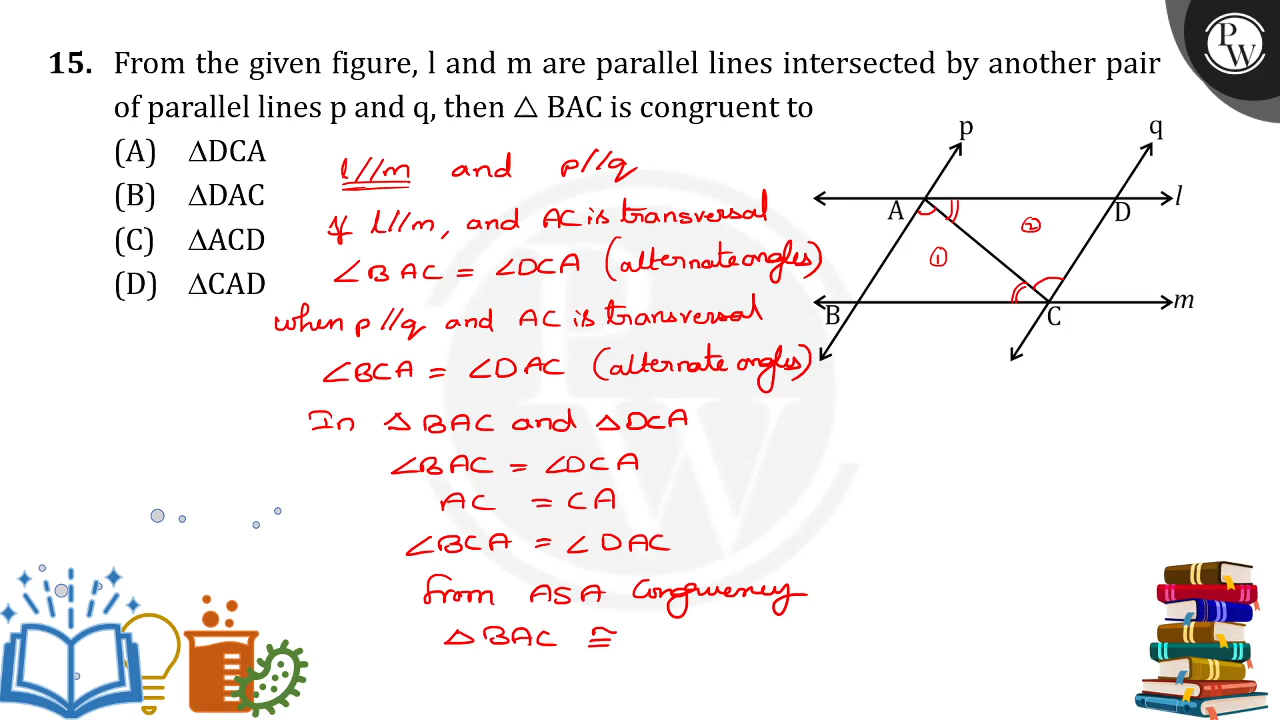 15. From the given figure, l and m are parallel lines intersected by another pair
of parallel lines p and q, then △ BAC is congruent to
(A) ΔDCA
(B) ΔDAC
(C) ΔACD
(D) ΔCAD
l//m and p//q
If l//m, and AC is transversal
∠BAC = ∠DCA (alternate angles)
when p//q and AC is transversal
∠BCA = ∠DAC (alternate angles)
In △BAC and △DCA
∠BAC = ∠DCA
AC = CA
∠BCA = ∠DAC
from ASA Congruency
△BAC ≅
p q
A D l
① ②
B C m
PW
PW